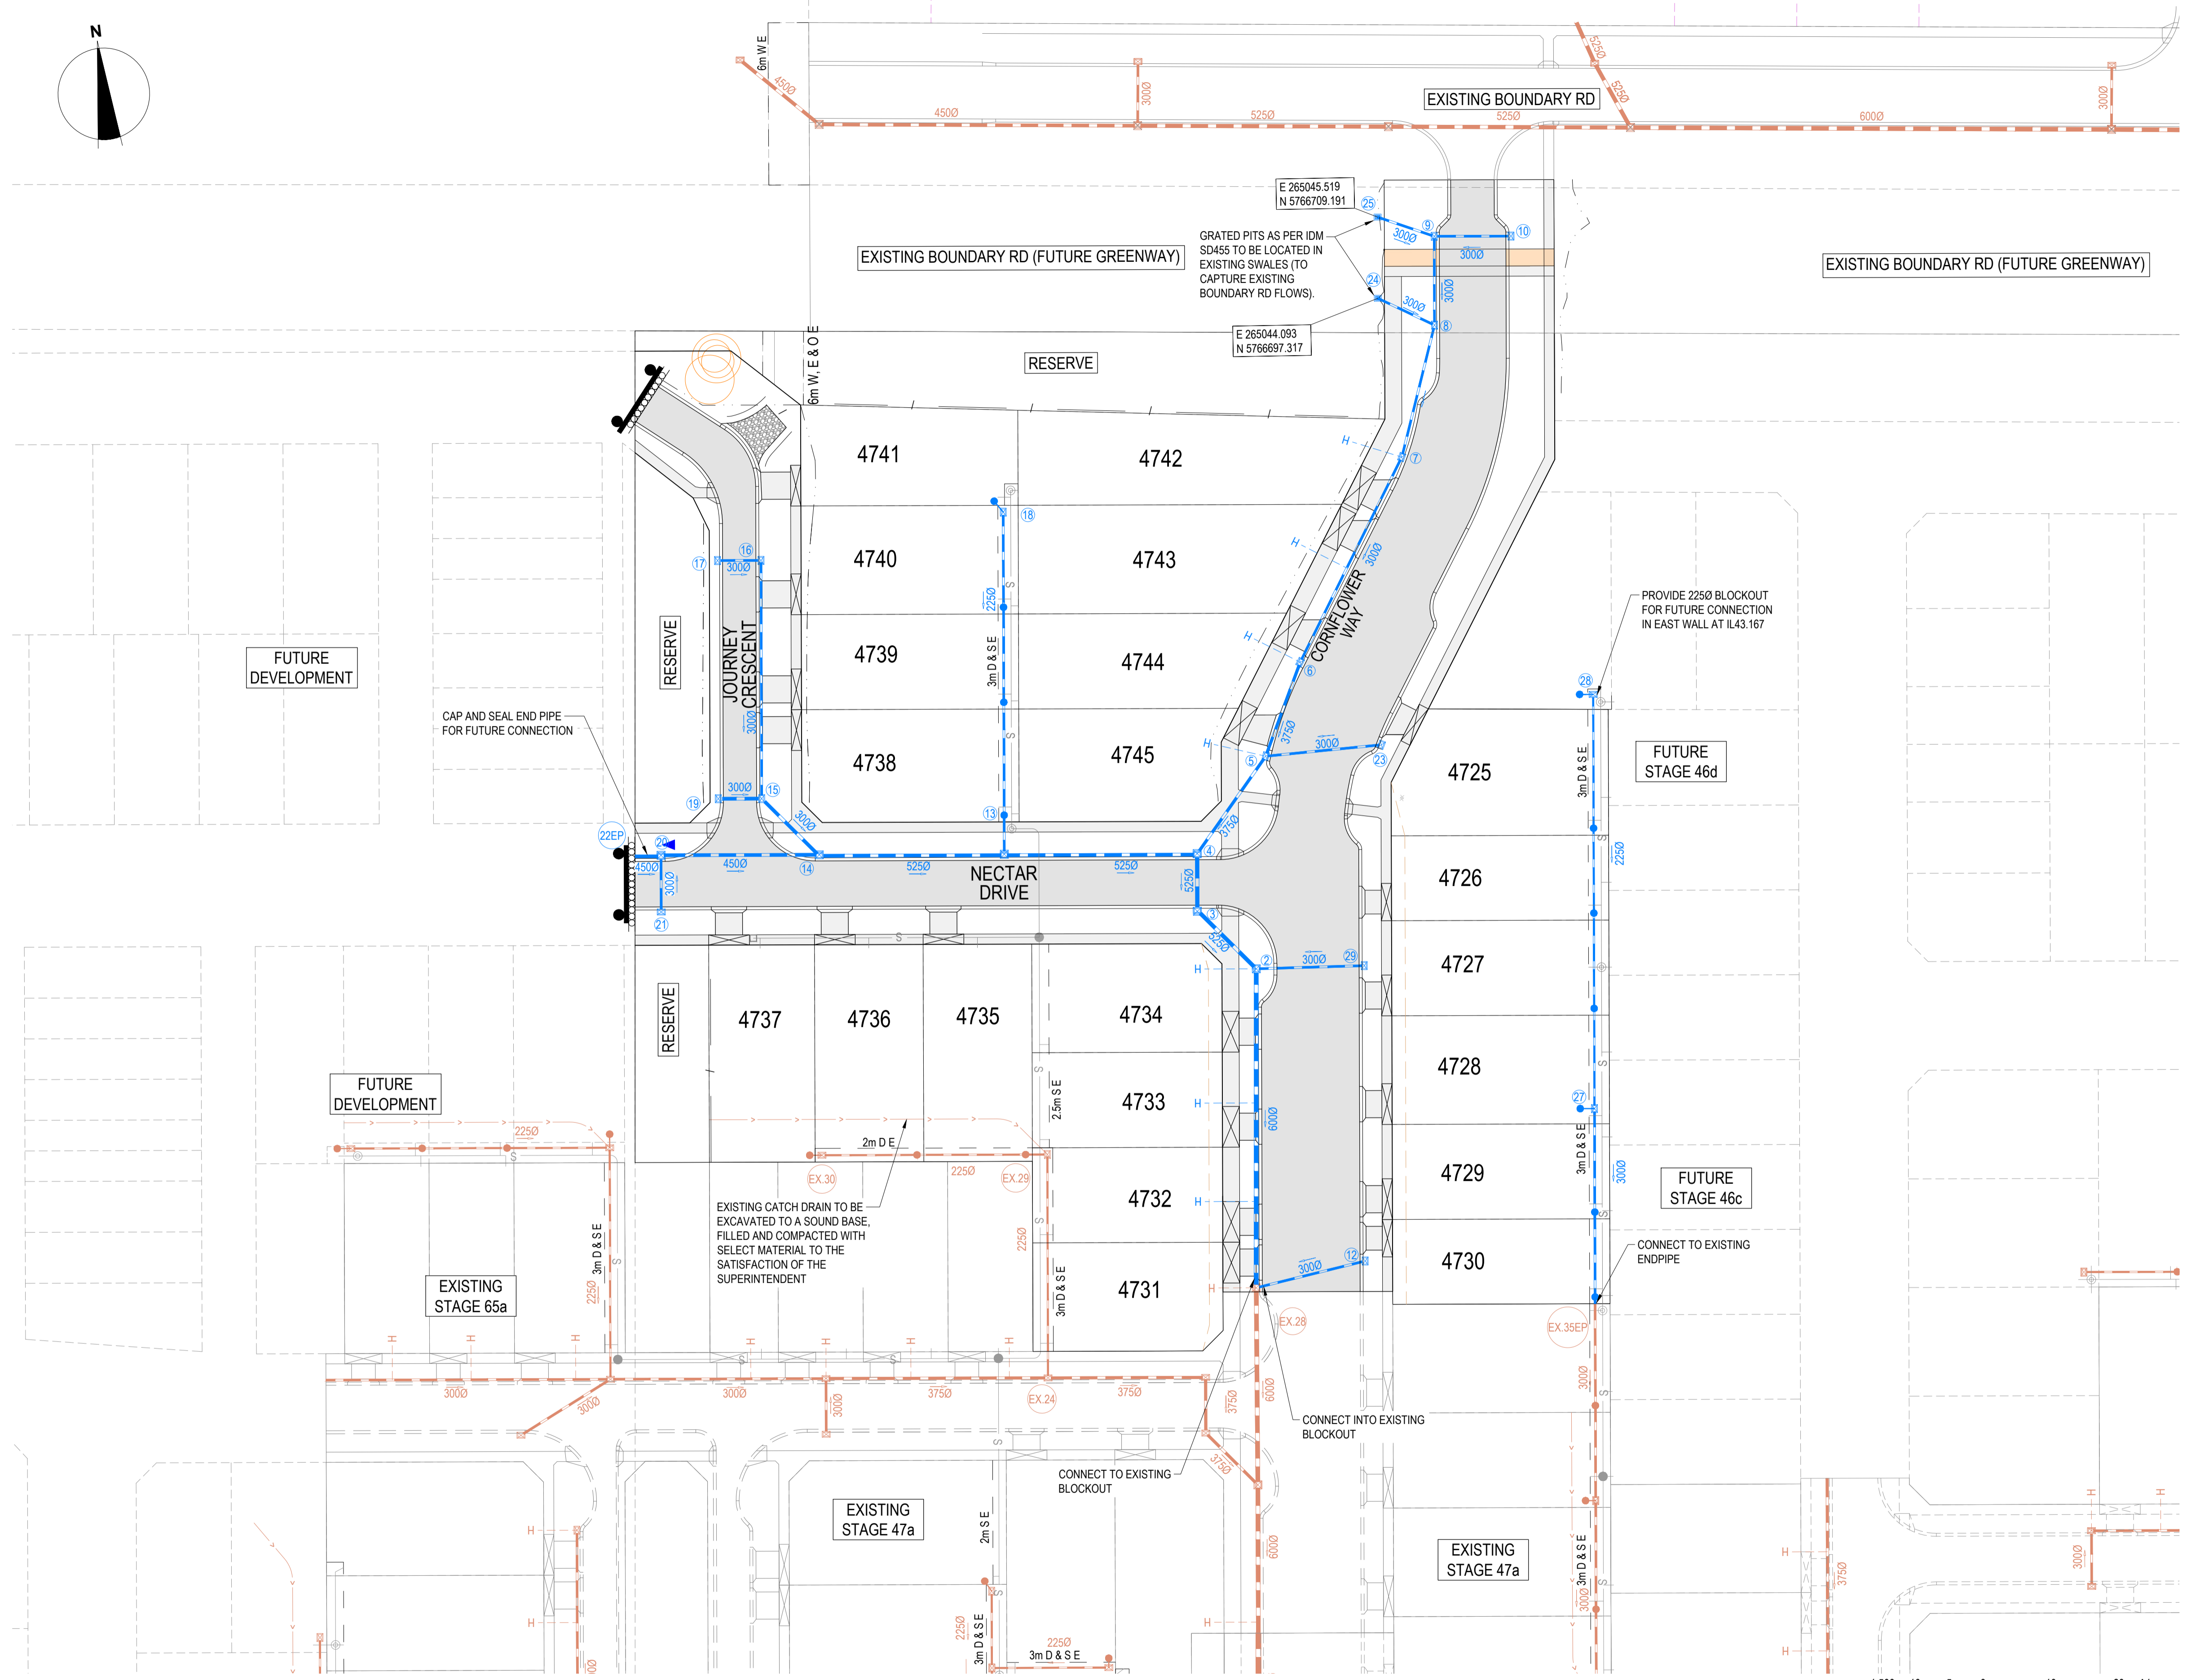 N
6m W E
450Ø
300Ø
EXISTING BOUNDARY RD
525Ø
525Ø
450Ø
525Ø
525Ø
600Ø
300Ø
E 265045.519
N 5766709.191
25
9
10
300Ø
300Ø
GRATED PITS AS PER IDM
SD455 TO BE LOCATED IN
EXISTING SWALES (TO
CAPTURE EXISTING
BOUNDARY RD FLOWS).
EXISTING BOUNDARY RD (FUTURE GREENWAY)
EXISTING BOUNDARY RD (FUTURE GREENWAY)
24
300Ø
300Ø
8
E 265044.093
N 5766697.317
6m W, E & O E
RESERVE
4741
4742
H
7
18
H
300Ø
17
16
300Ø
4740
4743
CORNFLOWER
WAY
225Ø
S
PROVIDE 225Ø BLOCKOUT
FOR FUTURE CONNECTION
IN EAST WALL AT IL43.167
FUTURE
DEVELOPMENT
RESERVE
JOURNEY
CRESCENT
4739
3m D & S E
4744
H
6
28
CAP AND SEAL END PIPE
FOR FUTURE CONNECTION
300Ø
4738
S
4745
H
5
375Ø
300Ø
23
4725
3m D & S E
FUTURE
STAGE 46d
19
300Ø
15
300Ø
13
375Ø
22EP
20
450Ø
450Ø
14
525Ø
525Ø
4
S
225Ø
300Ø
NECTAR
DRIVE
525Ø
4726
21
3
S
525Ø
H
2
300Ø
29
4727
RESERVE
4737
4736
4735
4734
4728
S
FUTURE
DEVELOPMENT
S
2.5m S E
4733
H
600Ø
27
225Ø
S
2m D E
225Ø
EX.30
EX.29
4732
H
4729
3m D & S E
300Ø
FUTURE
STAGE 46c
EXISTING CATCH DRAIN TO BE
EXCAVATED TO A SOUND BASE,
FILLED AND COMPACTED WITH
SELECT MATERIAL TO THE
SATISFACTION OF THE
SUPERINTENDENT
3m D & S E
S
225Ø
S
S
CONNECT TO EXISTING
ENDPIPE
12
300Ø
4730
EXISTING
STAGE 65a
225Ø
S
3m D & S E
4731
H
EX.28
EX.35EP
H
H
H
H
H
H
H
S
S
300Ø
300Ø
300Ø
375Ø
EX.24
375Ø
300Ø
375Ø
600Ø
300Ø
S
CONNECT INTO EXISTING
BLOCKOUT
S
375Ø
CONNECT TO EXISTING
BLOCKOUT
EXISTING
STAGE 47a
H
2m S E
600Ø
EXISTING
STAGE 47a
3m D & S E
300Ø
S
H
375Ø
300Ø
H
H
S
H
225Ø
3m D & S E
225Ø
3m D & S E
H
H
H